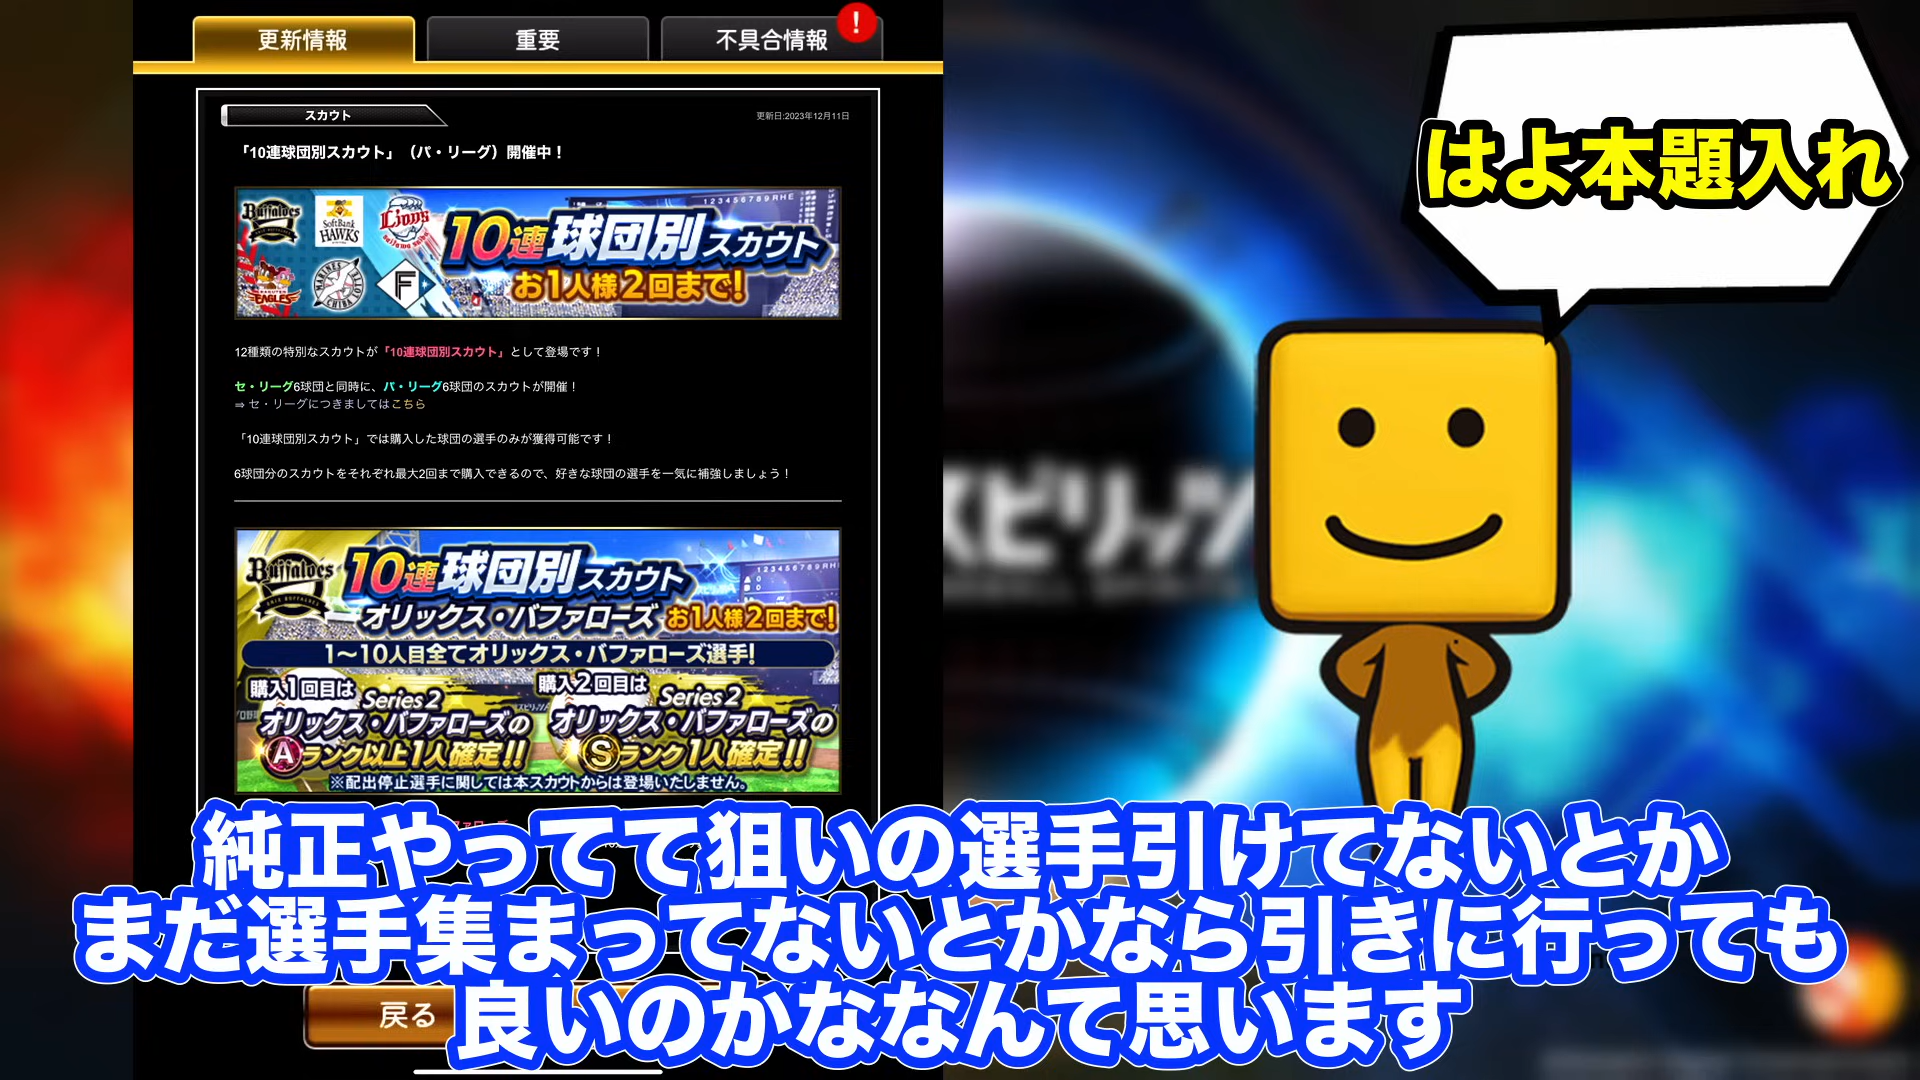 更新情報
重要
不具合情報
!
スカウト
更新日:2023年12月11日
「10連球団別スカウト」（パ・リーグ）開催中！
Buffaloes
SoftBank
HAWKS
Lions
EAGLES
MARINES
CHIBA
F
123456789RHE
10連球団別スカウト
お1人様2回まで!
12種類の特別なスカウトが「10連球団別スカウト」として登場です！
セ・リーグ6球団と同時に、パ・リーグ6球団のスカウトが開催！
⇒ セ・リーグにつきましてはこちら
「10連球団別スカウト」では購入した球団の選手のみが獲得可能です！
6球団分のスカウトをそれぞれ最大2回まで購入できるので、好きな球団の選手を一気に補強しましょう！
Buffaloes
10連球団別スカウト
オリックス・バファローズ お1人様2回まで!
1〜10人目全てオリックス・バファローズ選手!
購入1回目は
Series2
オリックス・バファローズの
Aランク以上1人確定!!
購入2回目は
Series2
オリックス・バファローズの
Sランク1人確定!!
※配出停止選手に関しては本スカウトからは登場いたしません。
戻る
はよ本題入れ
スピリッツ
純正やってて狙いの選手引けてないとか
まだ選手集まってないとかなら引きに行っても
良いのかななんて思います